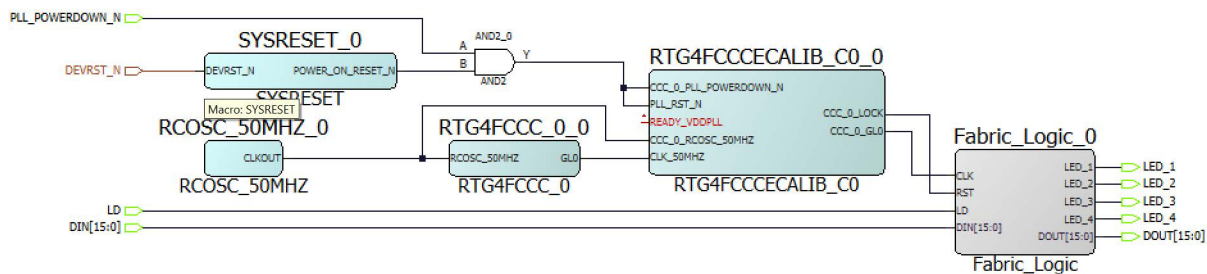 PLL_POWERDOWN_N
DEVRST_N
SYSRESET_0
DEVRST_N POWER_ON_RESET_N
SYSRESET
Macro: SYSRESET
AND2_0
A
B
Y
AND2
RCOSC_50MHZ_0
CLKOUT
RCOSC_50MHZ
RTG4FCCC_0_0
RCOSC_50MHZ GL0
RTG4FCCC_0
RTG4FCCCECALIB_C0_0
CCC_0_PLL_POWERDOWN_N
PLL_RST_N
READY_VDDPLL
CCC_0_RCOSC_50MHZ
CLK_50MHZ
CCC_0_LOCK
CCC_0_GL0
RTG4FCCCECALIB_C0
LD
DIN[15:0]
Fabric_Logic_0
CLK
RST
LD
DIN[15:0]
LED_1
LED_2
LED_3
LED_4
DOUT[15:0]
Fabric_Logic
LED_1
LED_2
LED_3
LED_4
DOUT[15:0]